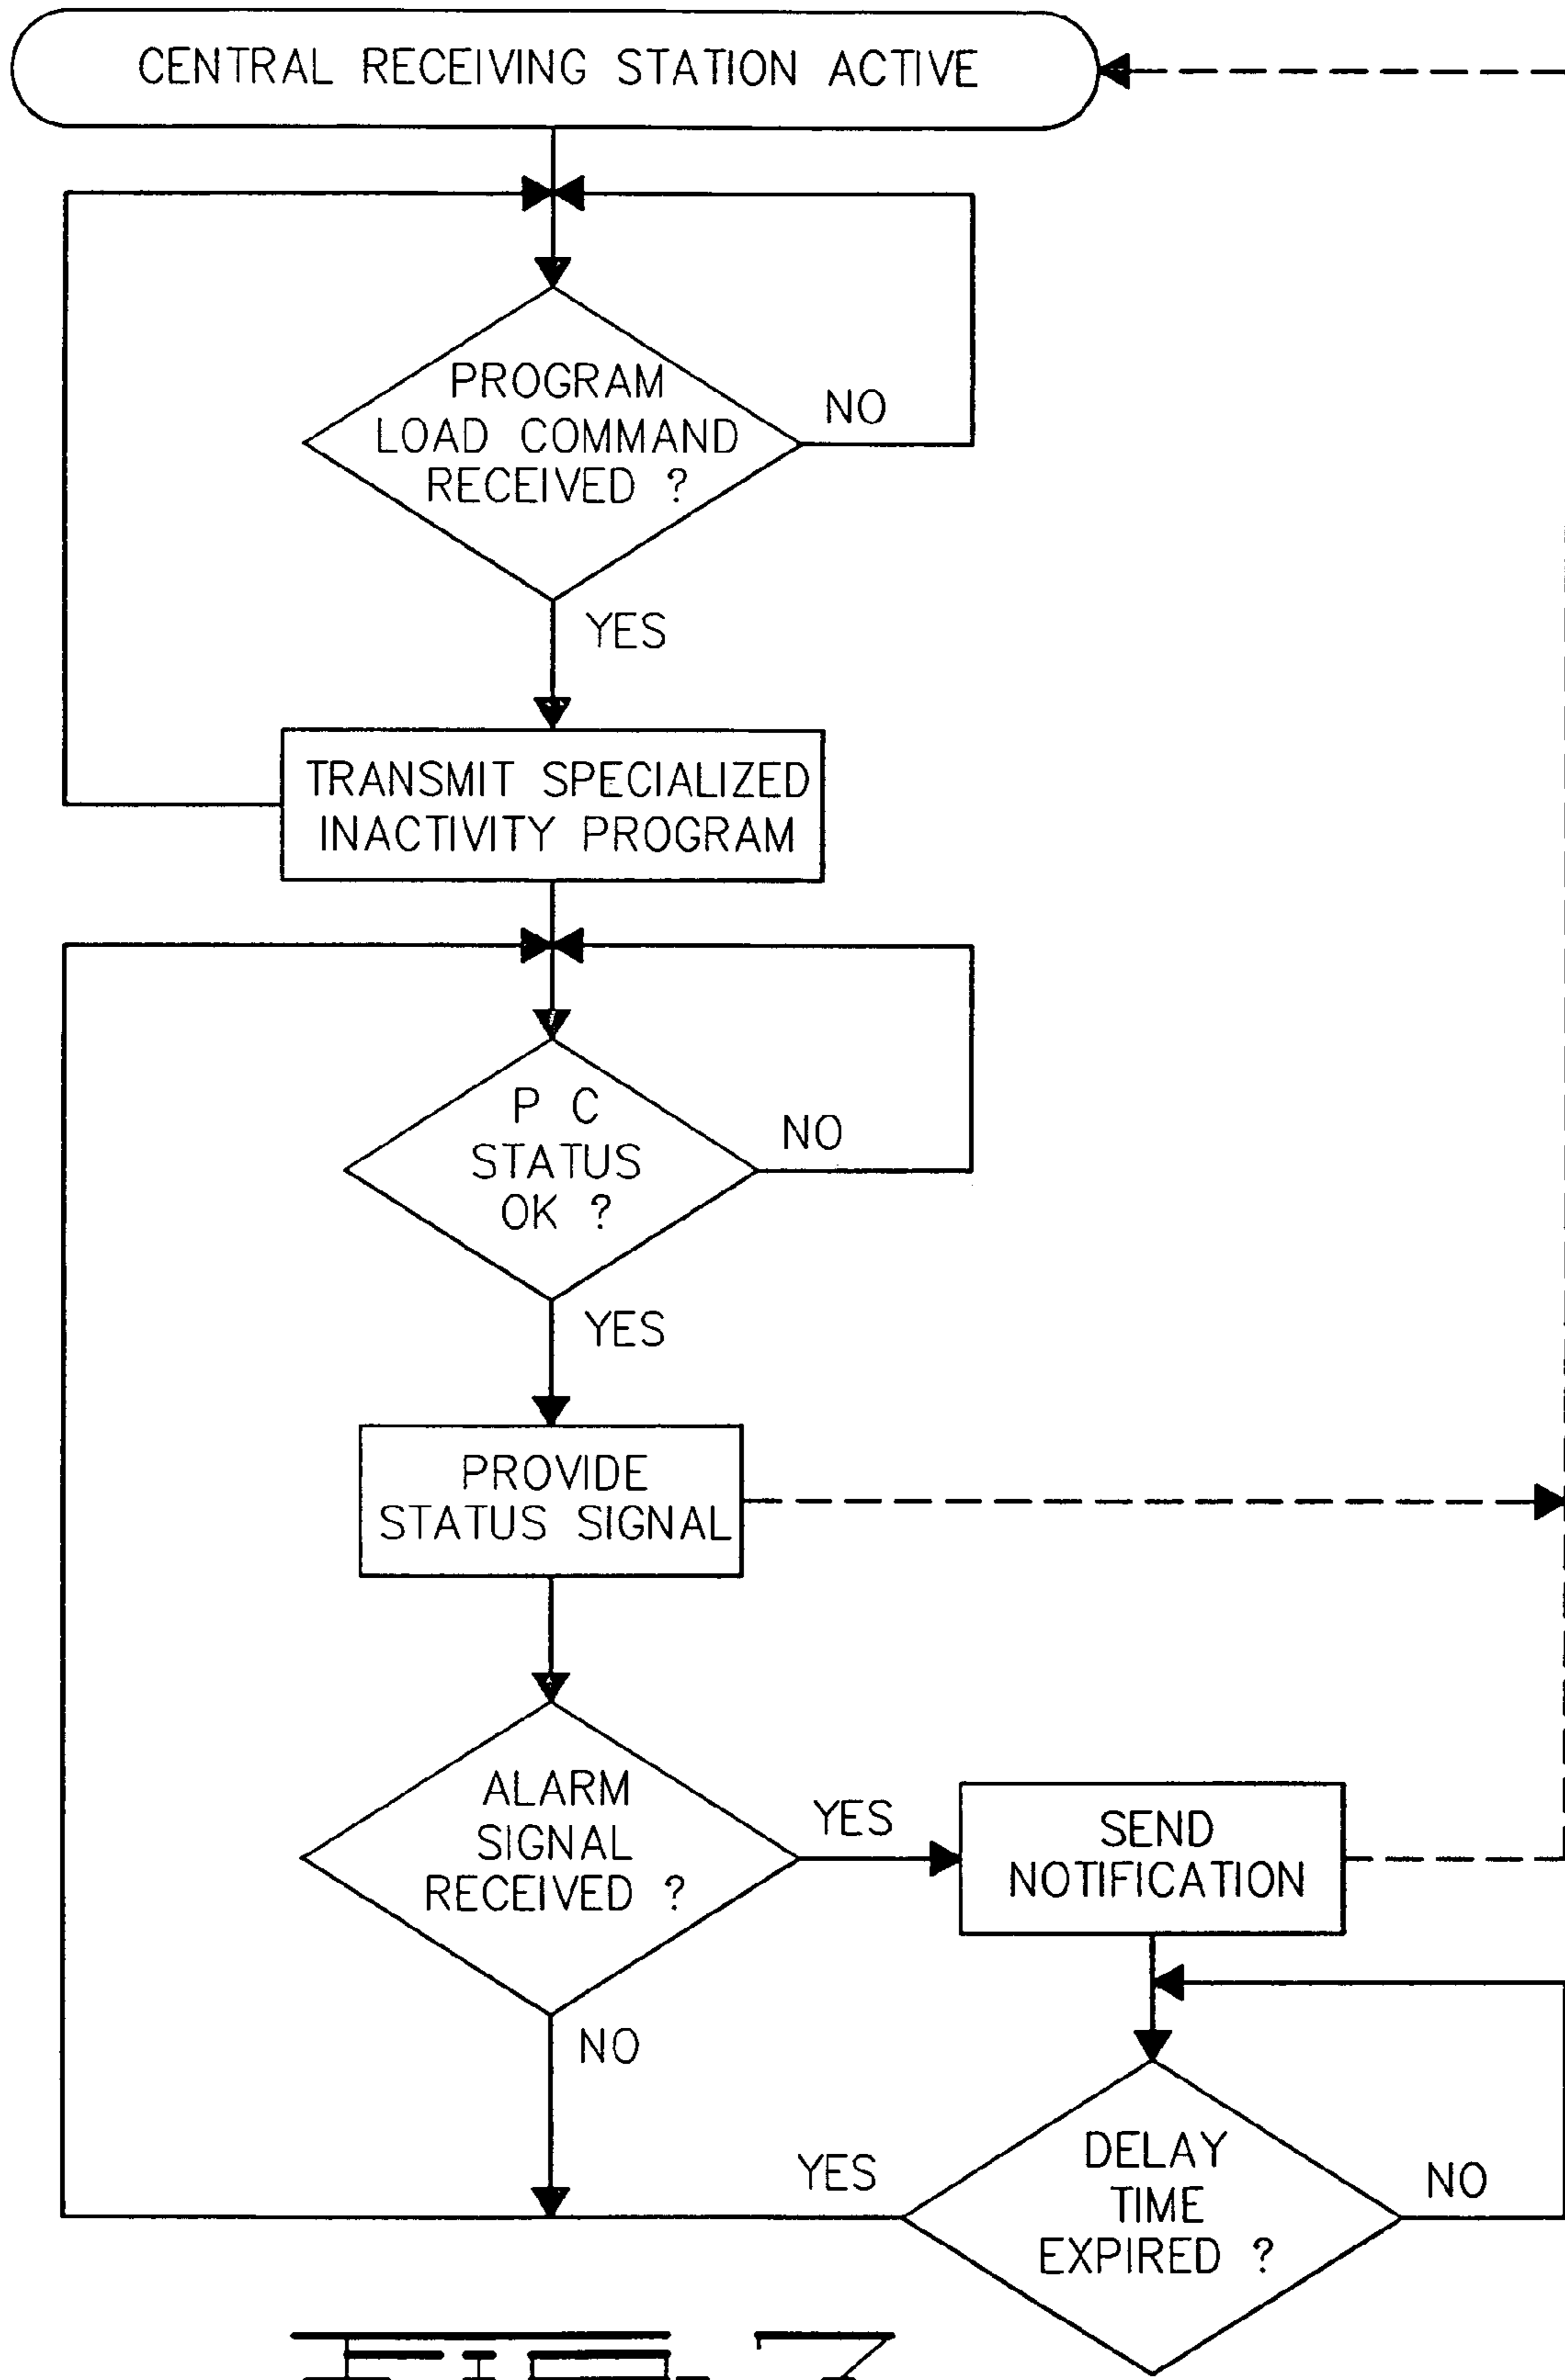 CENTRAL RECEIVING STATION ACTIVE
PROGRAM
LOAD COMMAND
RECEIVED ?
NO
YES
TRANSMIT SPECIALIZED
INACTIVITY PROGRAM
P C
STATUS
OK ?
NO
YES
PROVIDE
STATUS SIGNAL
ALARM
SIGNAL
RECEIVED ?
YES
SEND
NOTIFICATION
NO
DELAY
TIME
EXPIRED ?
YES
NO